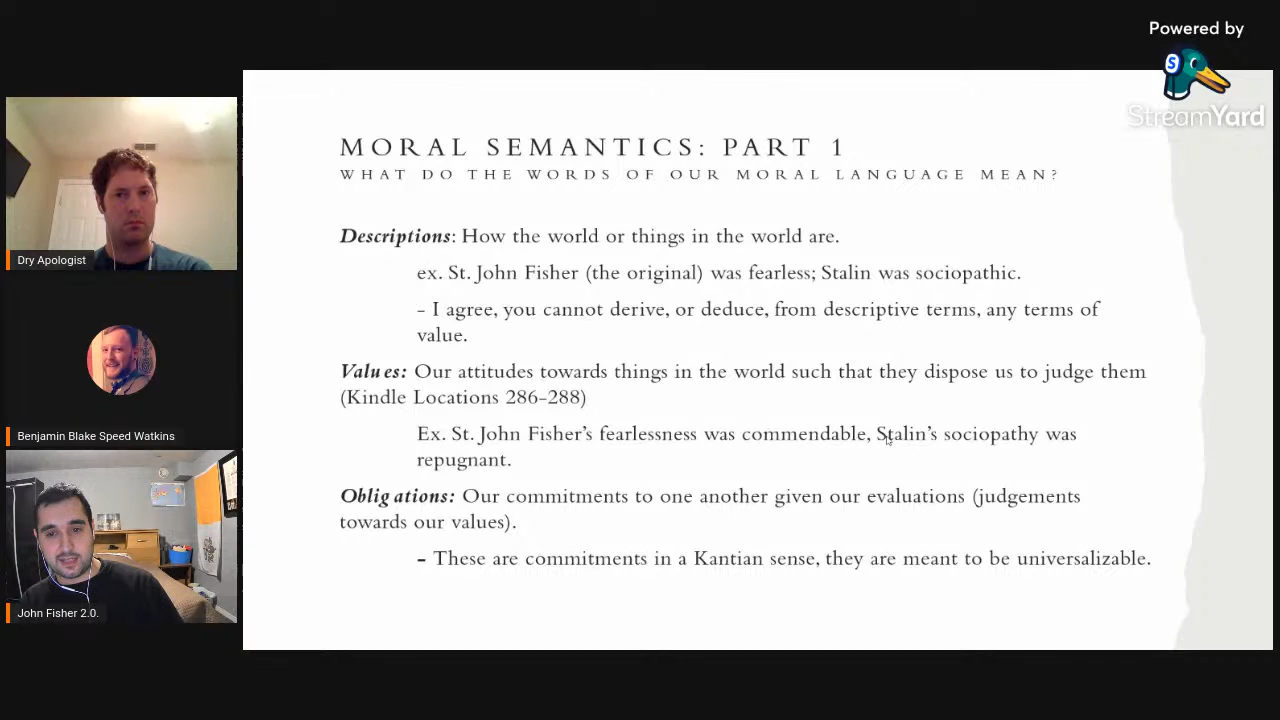 Powered by
StreamYard
MORAL SEMANTICS: PART 1
WHAT DO THE WORDS OF OUR MORAL LANGUAGE MEAN?
Descriptions: How the world or things in the world are.
ex. St. John Fisher (the original) was fearless; Stalin was sociopathic.
- I agree, you cannot derive, or deduce, from descriptive terms, any terms of
value.
Values: Our attitudes towards things in the world such that they dispose us to judge them
(Kindle Locations 286-288)
Ex. St. John Fisher's fearlessness was commendable, Stalin's sociopathy was
repugnant.
Obligations: Our commitments to one another given our evaluations (judgements
towards our values).
- These are commitments in a Kantian sense, they are meant to be universalizable.
Dry Apologist
Benjamin Blake Speed Watkins
John Fisher 2.0.